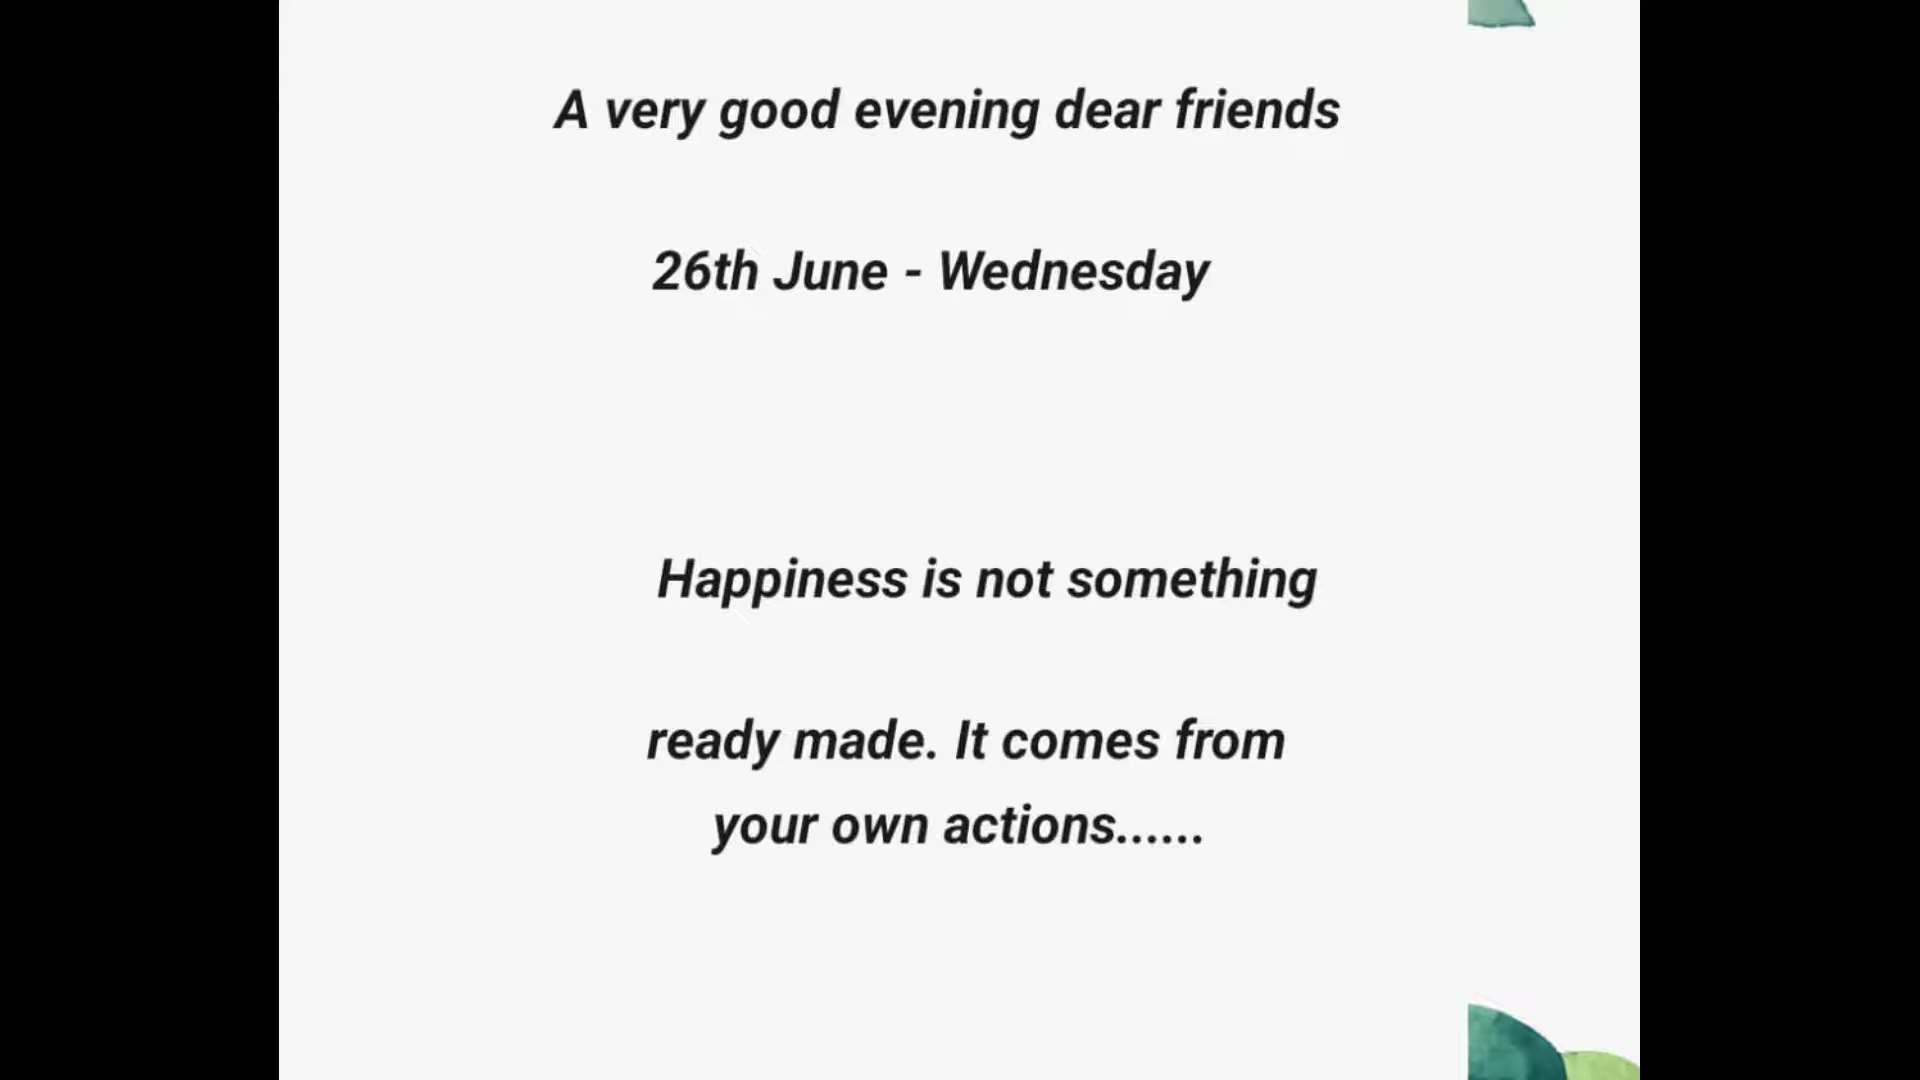 A very good evening dear friends
26th June - Wednesday
Happiness is not something
ready made. It comes from
your own actions......